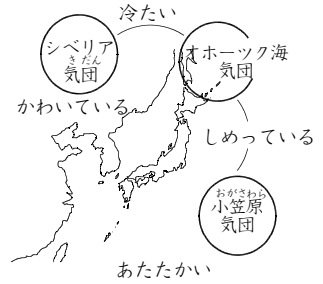 冷たい
シベリア
きだん
気団
オホーツク海
気団
かわいている
しめっている
おがさわら
小笠原
気団
あたたかい